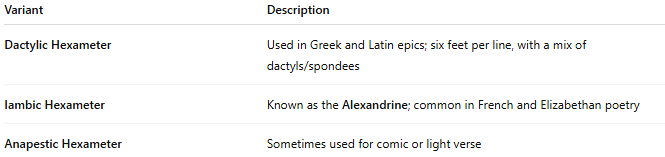 Variant Description
Dactylic Hexameter Used in Greek and Latin epics; six feet per line, with a mix of
dactyls/spondees
Iambic Hexameter Known as the Alexandrine; common in French and Elizabethan poetry
Anapestic Hexameter Sometimes used for comic or light verse